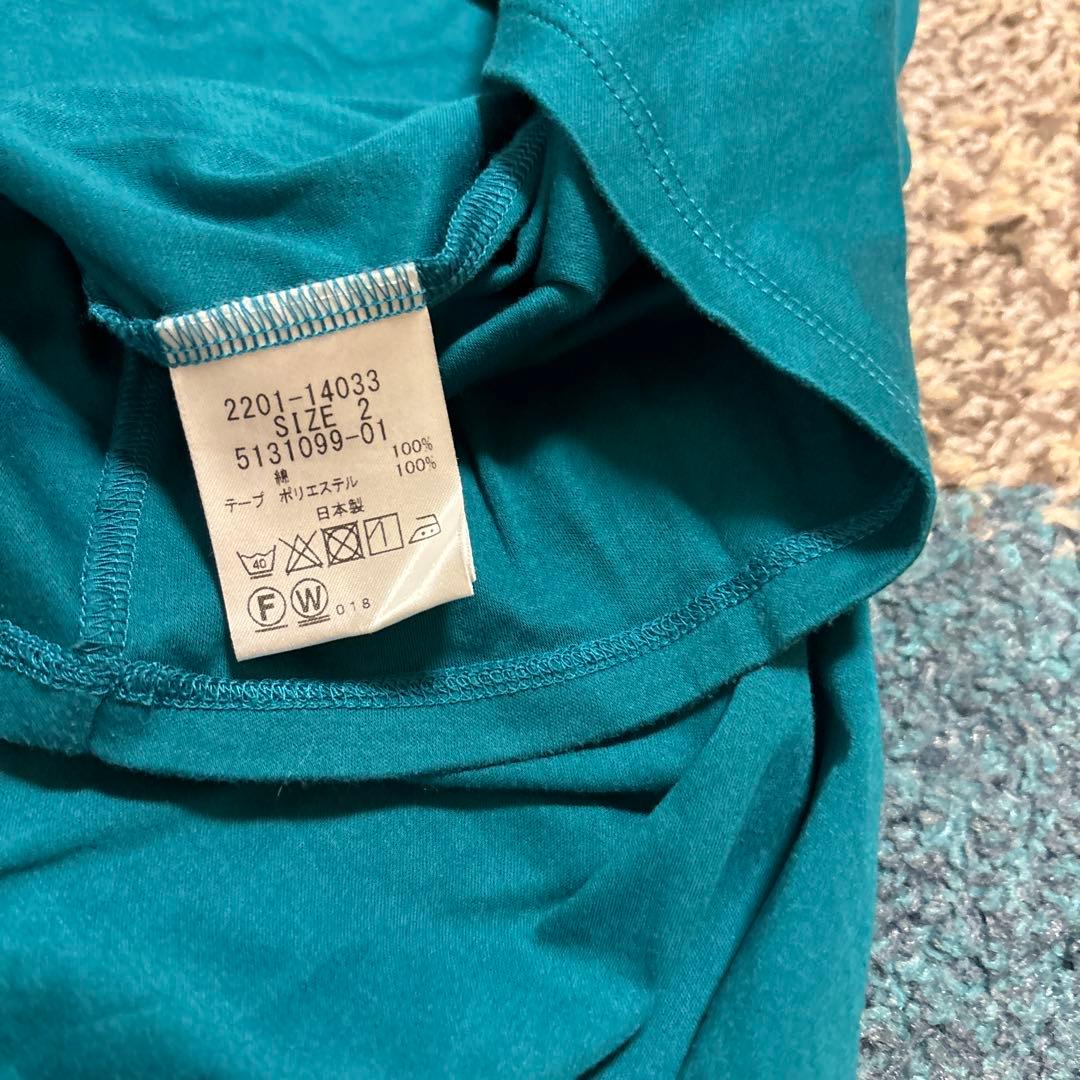 2201-14033
SIZE 2
5131099-01
綿 100%
テープ ポリエステル 100%
日本製
40
F W 018